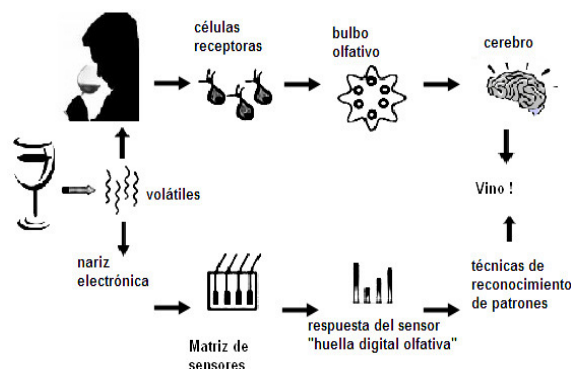 células
receptoras
bulbo
olfativo
cerebro
volátiles
Vino !
nariz
electrónica
Matriz de
sensores
respuesta del sensor
"huella digital olfativa"
técnicas de
reconocimiento
de patrones